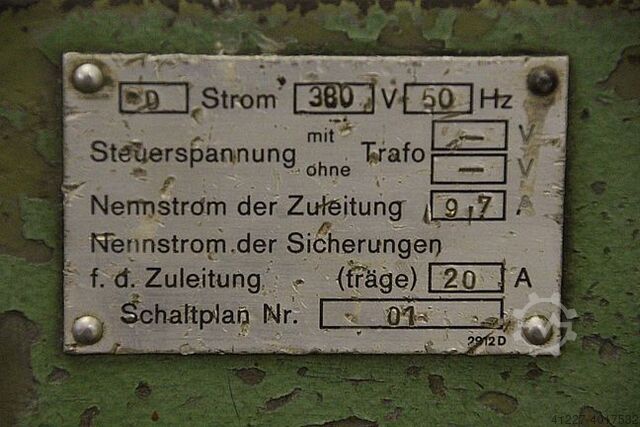 D Strom 380 V 50 Hz
Steuerspannung mit Trafo - V
ohne - V
Nennstrom der Zuleitung 9,7 A
Nennstrom der Sicherungen
f. d. Zuleitung (träge) 20 A
Schaltplan Nr. 01
2912D
41227-4017532